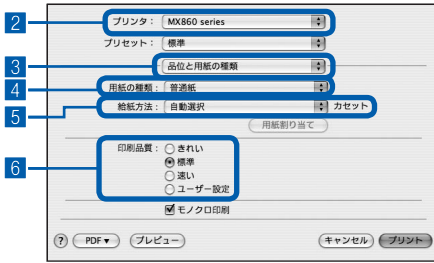 2
プリンタ： MX860 series
プリセット： 標準
3
品位と用紙の種類
4
用紙の種類： 普通紙
5
給紙方法： 自動選択 カセット
用紙割り当て
6
印刷品質： きれい
標準
速い
ユーザー設定
モノクロ印刷
? PDF▼ プレビュー キャンセル プリント